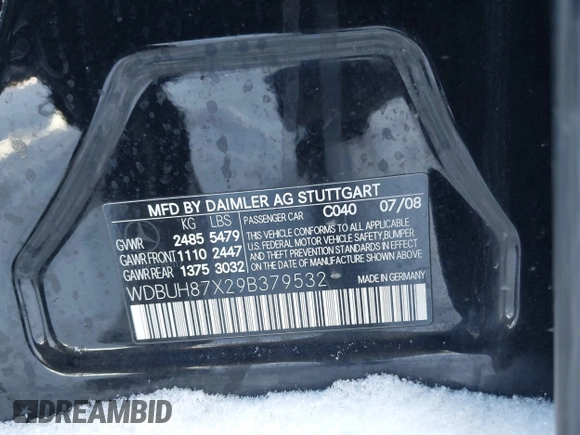 MFD BY DAIMLER AG STUTTGART
KG LBS PASSENGER CAR C040 07/08
GVWR 2485 5479
GAWR FRONT 1110 2447
GAWR REAR 1375 3032
THIS VEHICLE CONFORMS TO ALL APPLICABLE
U.S. FEDERAL MOTOR VEHICLE SAFETY, BUMPER
AND THEFT PREVENTION STANDARDS IN EFFECT
ON THE DATE OF MANUFACTURE SHOWN ABOVE.
WDBUH87X29B379532 MADE IN GERMANY
DREAMBID